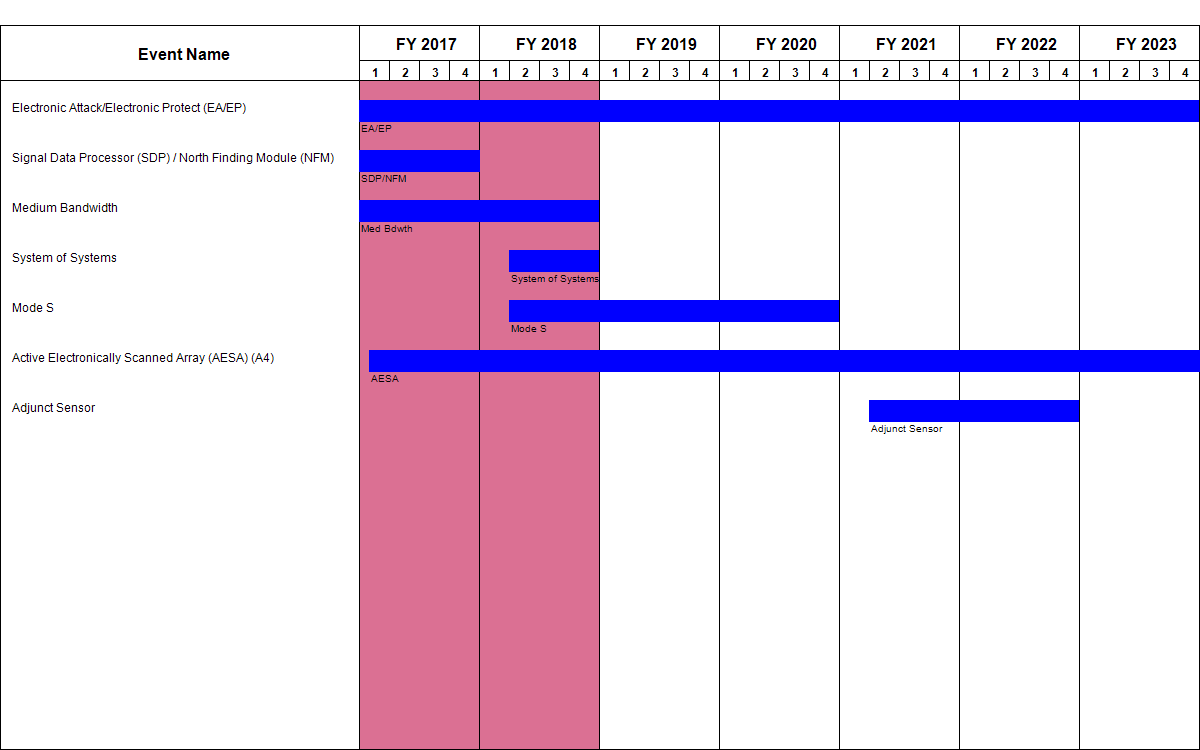 Event Name
FY 2017 FY 2018 FY 2019 FY 2020 FY 2021 FY 2022 FY 2023
1 2 3 4 1 2 3 4 1 2 3 4 1 2 3 4 1 2 3 4 1 2 3 4 1 2 3 4
Electronic Attack/Electronic Protect (EA/EP)
EA/EP
Signal Data Processor (SDP) / North Finding Module (NFM)
SDP/NFM
Medium Bandwidth
Med Bdwth
System of Systems
System of Systems
Mode S
Mode S
Active Electronically Scanned Array (AESA) (A4)
AESA
Adjunct Sensor
Adjunct Sensor